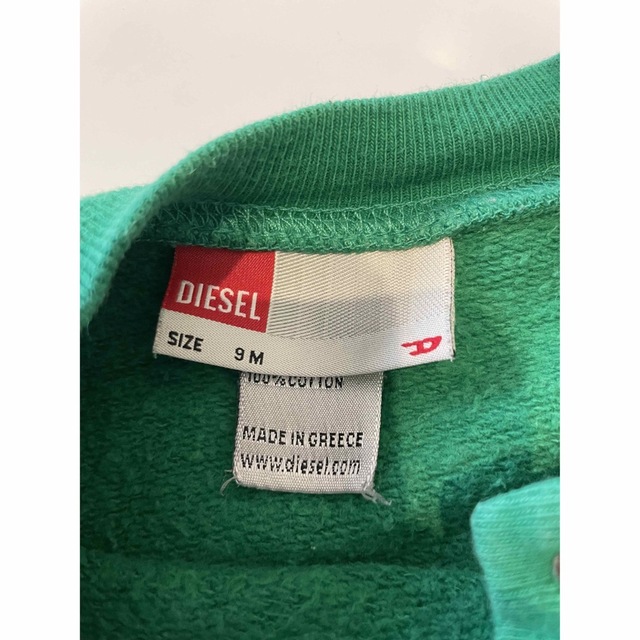 DIESEL
SIZE 9 M
100% COTTON
MADE IN GREECE
www.diesel.com